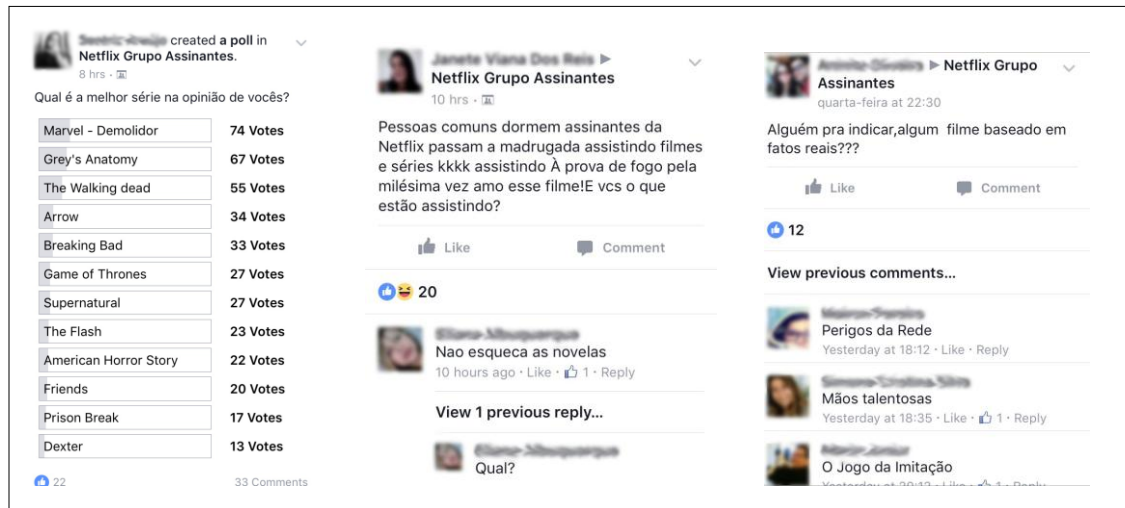 created a poll in
Netflix Grupo Assinantes.
8 hrs ·
Qual é a melhor série na opinião de vocês?
Marvel - Demolidor 74 Votes
Grey's Anatomy 67 Votes
The Walking dead 55 Votes
Arrow 34 Votes
Breaking Bad 33 Votes
Game of Thrones 27 Votes
Supernatural 27 Votes
The Flash 23 Votes
American Horror Story 22 Votes
Friends 20 Votes
Prison Break 17 Votes
Dexter 13 Votes
22 33 Comments
Netflix Grupo Assinantes
10 hrs ·
Pessoas comuns dormem assinantes da
Netflix passam a madrugada assistindo filmes
e séries kkkk assistindo À prova de fogo pela
milésima vez amo esse filme!E vcs o que
estão assistindo?
Like Comment
20
Nao esqueca as novelas
10 hours ago · Like · 1 · Reply
View 1 previous reply...
Qual?
Netflix Grupo
Assinantes
quarta-feira at 22:30
Alguém pra indicar,algum filme baseado em
fatos reais???
Like Comment
12
View previous comments...
Perigos da Rede
Yesterday at 18:12 · Like · Reply
Mãos talentosas
Yesterday at 18:35 · Like · 1 · Reply
O Jogo da Imitação